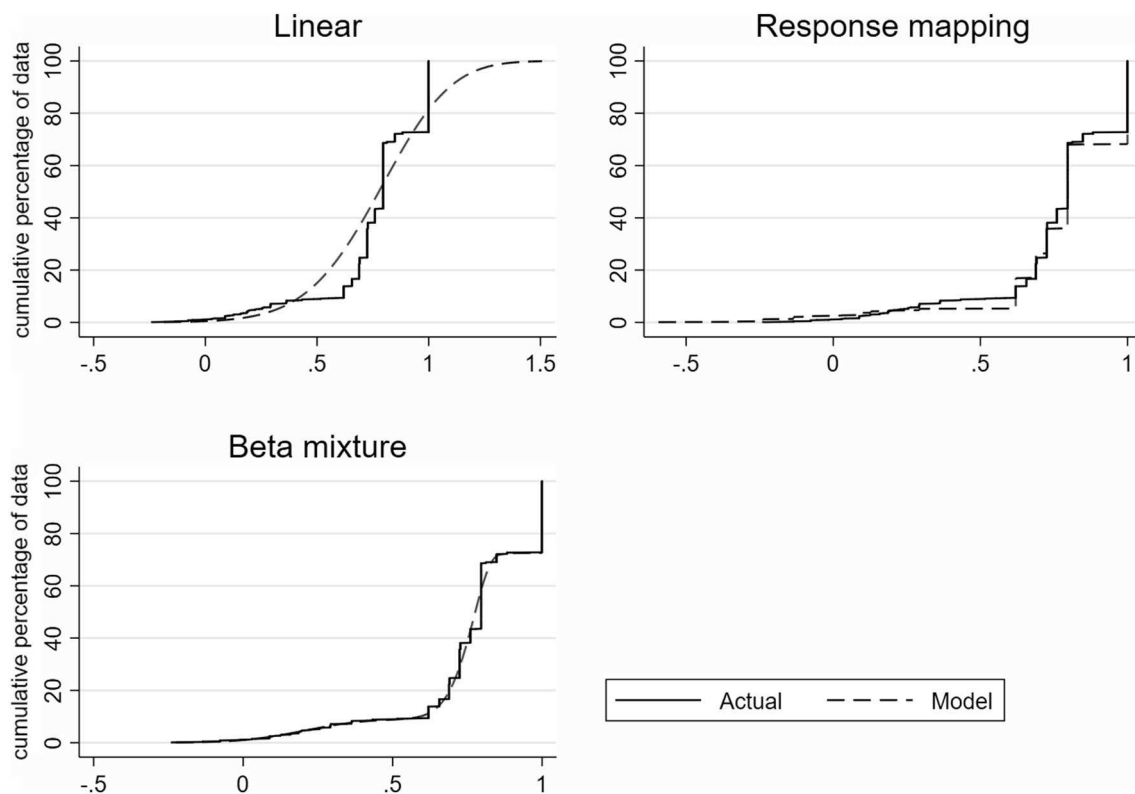 Linear
cumulative percentage of data
0 20 40 60 80 100
-.5 0 .5 1 1.5
Response mapping
0 20 40 60 80 100
-.5 0 .5 1
Beta mixture
cumulative percentage of data
0 20 40 60 80 100
-.5 0 .5 1
Actual Model